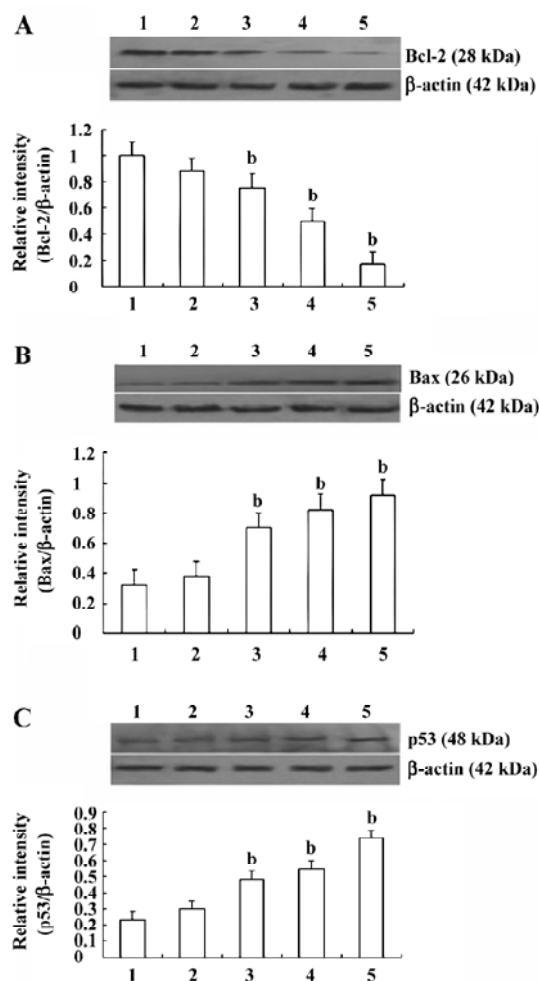 A
1 2 3 4 5
Bcl-2 (28 kDa)
β-actin (42 kDa)
Relative intensity
(Bcl-2/β-actin)
1.2
1
0.8
0.6
0.4
0.2
0
b b b
1 2 3 4 5
B
1 2 3 4 5
Bax (26 kDa)
β-actin (42 kDa)
Relative intensity
(Bax/β-actin)
1.2
1
0.8
0.6
0.4
0.2
0
b b b
1 2 3 4 5
C
1 2 3 4 5
p53 (48 kDa)
β-actin (42 kDa)
Relative intensity
(p53/β-actin)
0.9
0.8
0.7
0.6
0.5
0.4
0.3
0.2
0.1
0
b b b
1 2 3 4 5